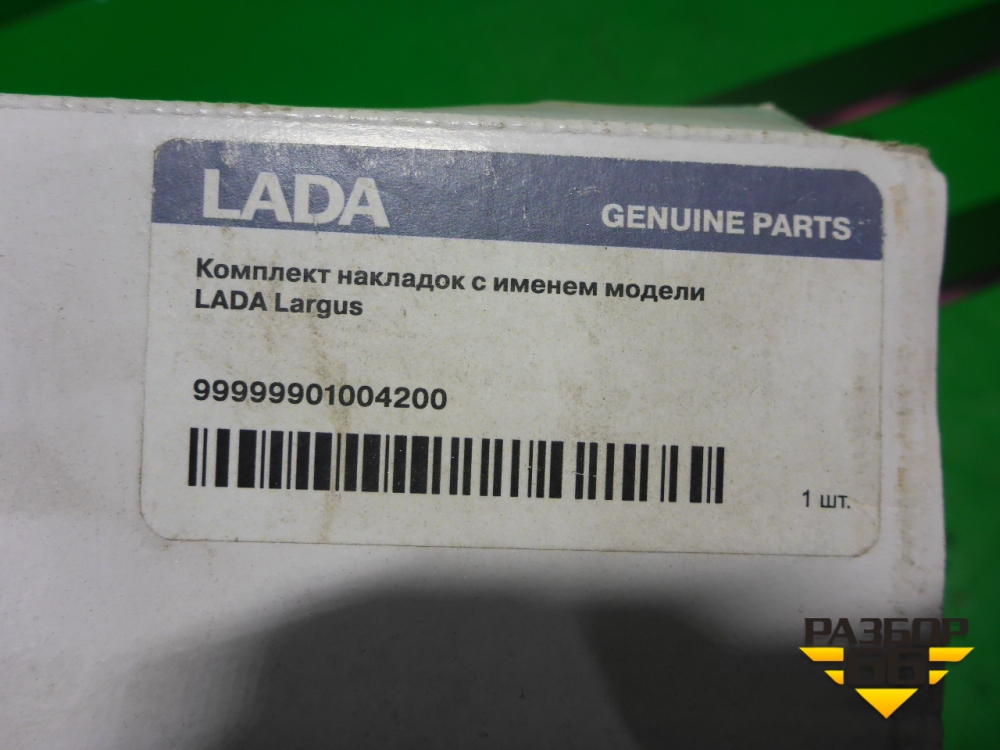 LADA
GENUINE PARTS
Комплект накладок с именем модели
LADA Largus
99999901004200
1 шт.
РАЗБОР
66